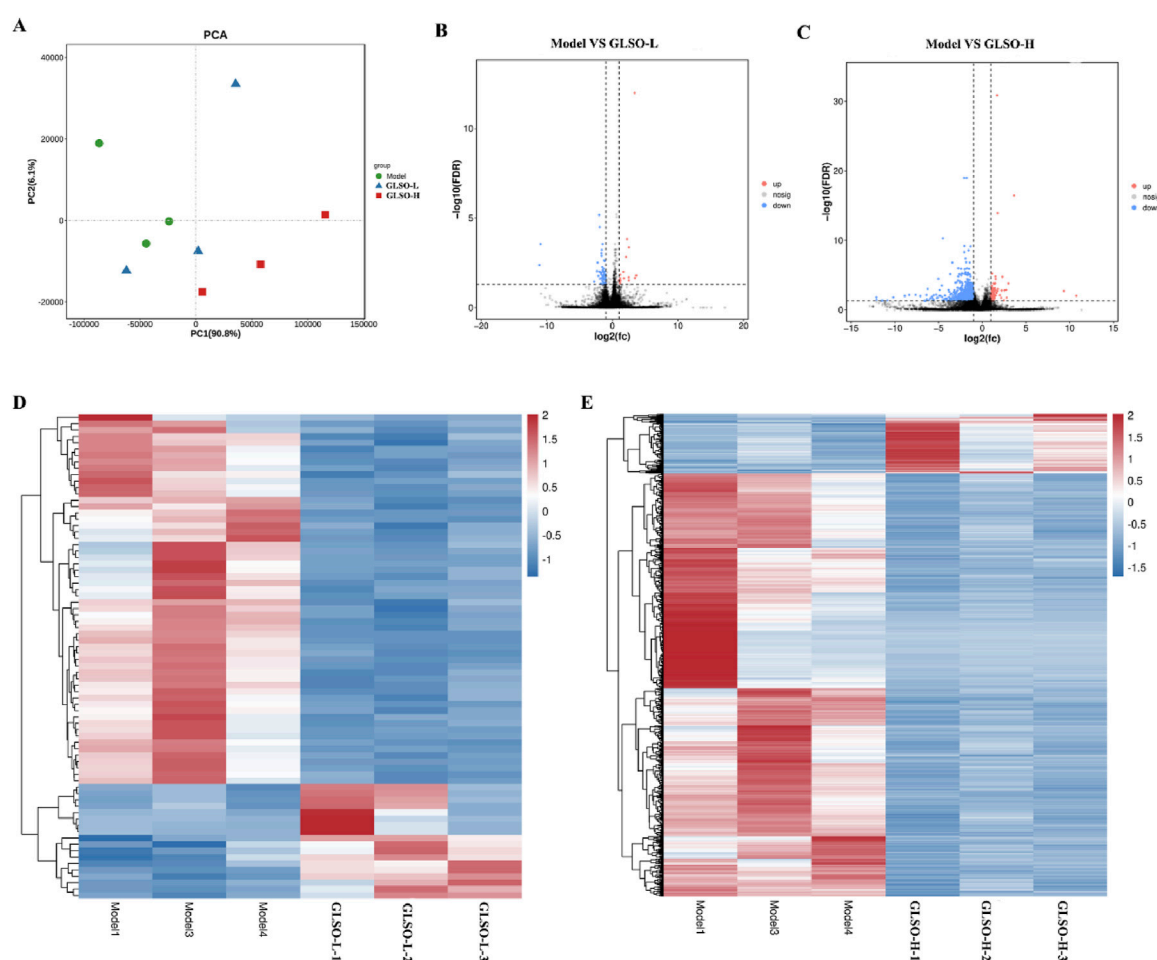 A
PCA
40000
20000
0
-20000
PC2(6.1%)
-100000 -50000 0 50000 100000 150000
PC1(90.8%)
group
Model
GLSO-L
GLSO-H
B
Model VS GLSO-L
10
5
0
-log10(FDR)
-20 -10 0 10 20
log2(fc)
up
nosig
down
C
Model VS GLSO-H
30
20
10
0
-log10(FDR)
-15 -10 -5 0 5 10 15
log2(fc)
up
nosig
down
D
2
1.5
1
0.5
0
-0.5
-1
Model1 Model3 Model4 GLSO-L-1 GLSO-L-2 GLSO-L-3
E
2
1.5
1
0.5
0
-0.5
-1
-1.5
Model1 Model3 Model4 GLSO-H-1 GLSO-H-2 GLSO-H-3